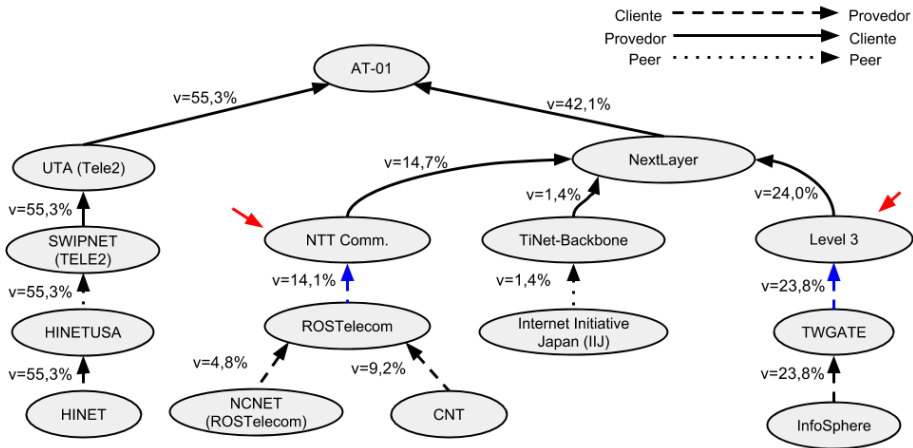 Cliente Provedor
Provedor Cliente
Peer Peer
AT-01
v=55,3% v=42,1%
UTA (Tele2) NextLayer
v=14,7%
v=1,4% v=24,0%
v=55,3%
SWIPNET
(TELE2)
NTT Comm. TiNet-Backbone Level 3
v=55,3% v=14,1% v=1,4% v=23,8%
HINETUSA ROSTelecom Internet Initiative
Japan (IIJ)
TWGATE
v=55,3% v=4,8% v=9,2% v=23,8%
HINET NCNET
(ROSTelecom)
CNT InfoSphere